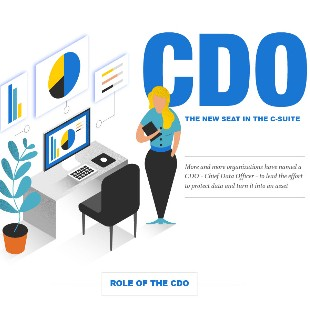 CDO
THE NEW SEAT IN THE C-SUITE
More and more organizations have named a
CDO - Chief Data Officer - to lead the effort
to protect data and turn it into an asset
ROLE OF THE CDO